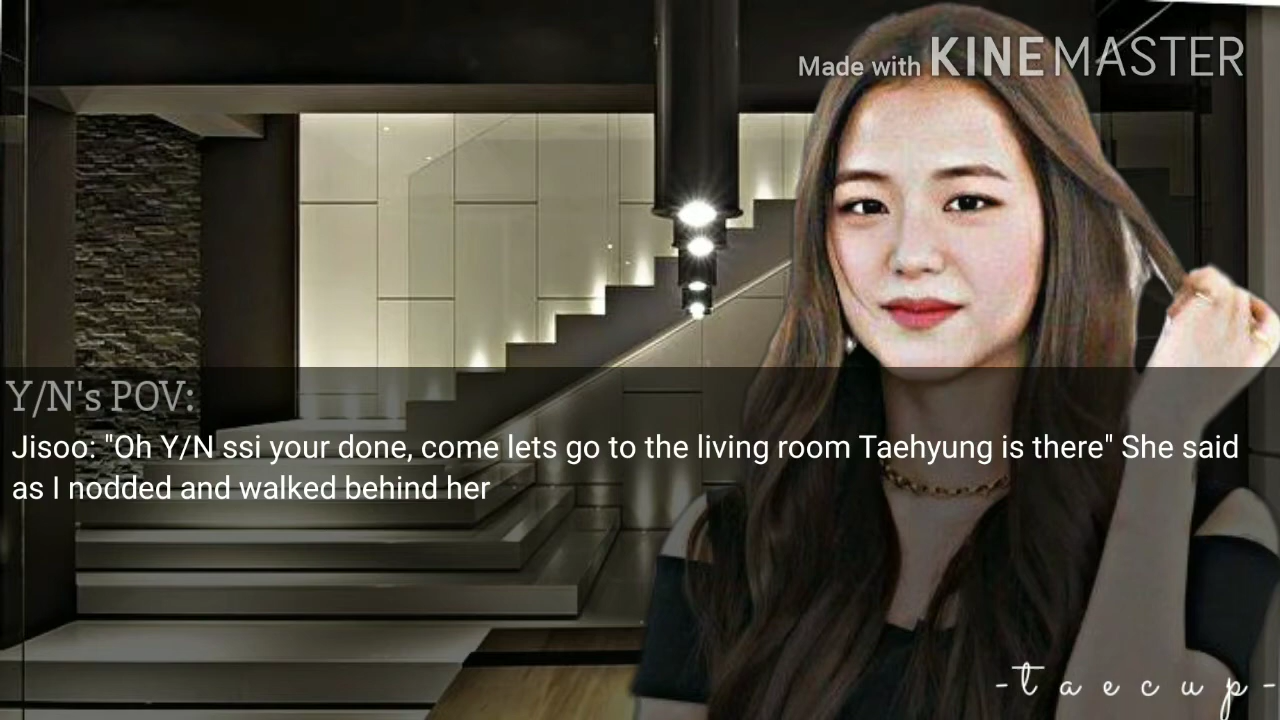 Made with KINEMASTER
Y/N's POV:
Jisoo: "Oh Y/N ssi your done, come lets go to the living room Taehyung is there" She said
as I nodded and walked behind her
-taecup-